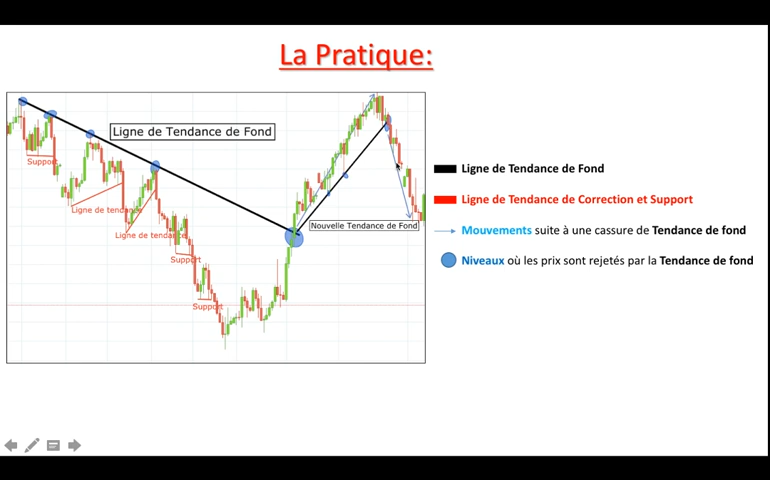 La Pratique:
Ligne de Tendance de Fond
Support
Ligne de tendance
Ligne de tendance
Support
Support
Nouvelle Tendance de Fond
Ligne de Tendance de Fond
Ligne de Tendance de Correction et Support
Mouvements suite à une cassure de Tendance de fond
Niveaux où les prix sont rejetés par la Tendance de fond